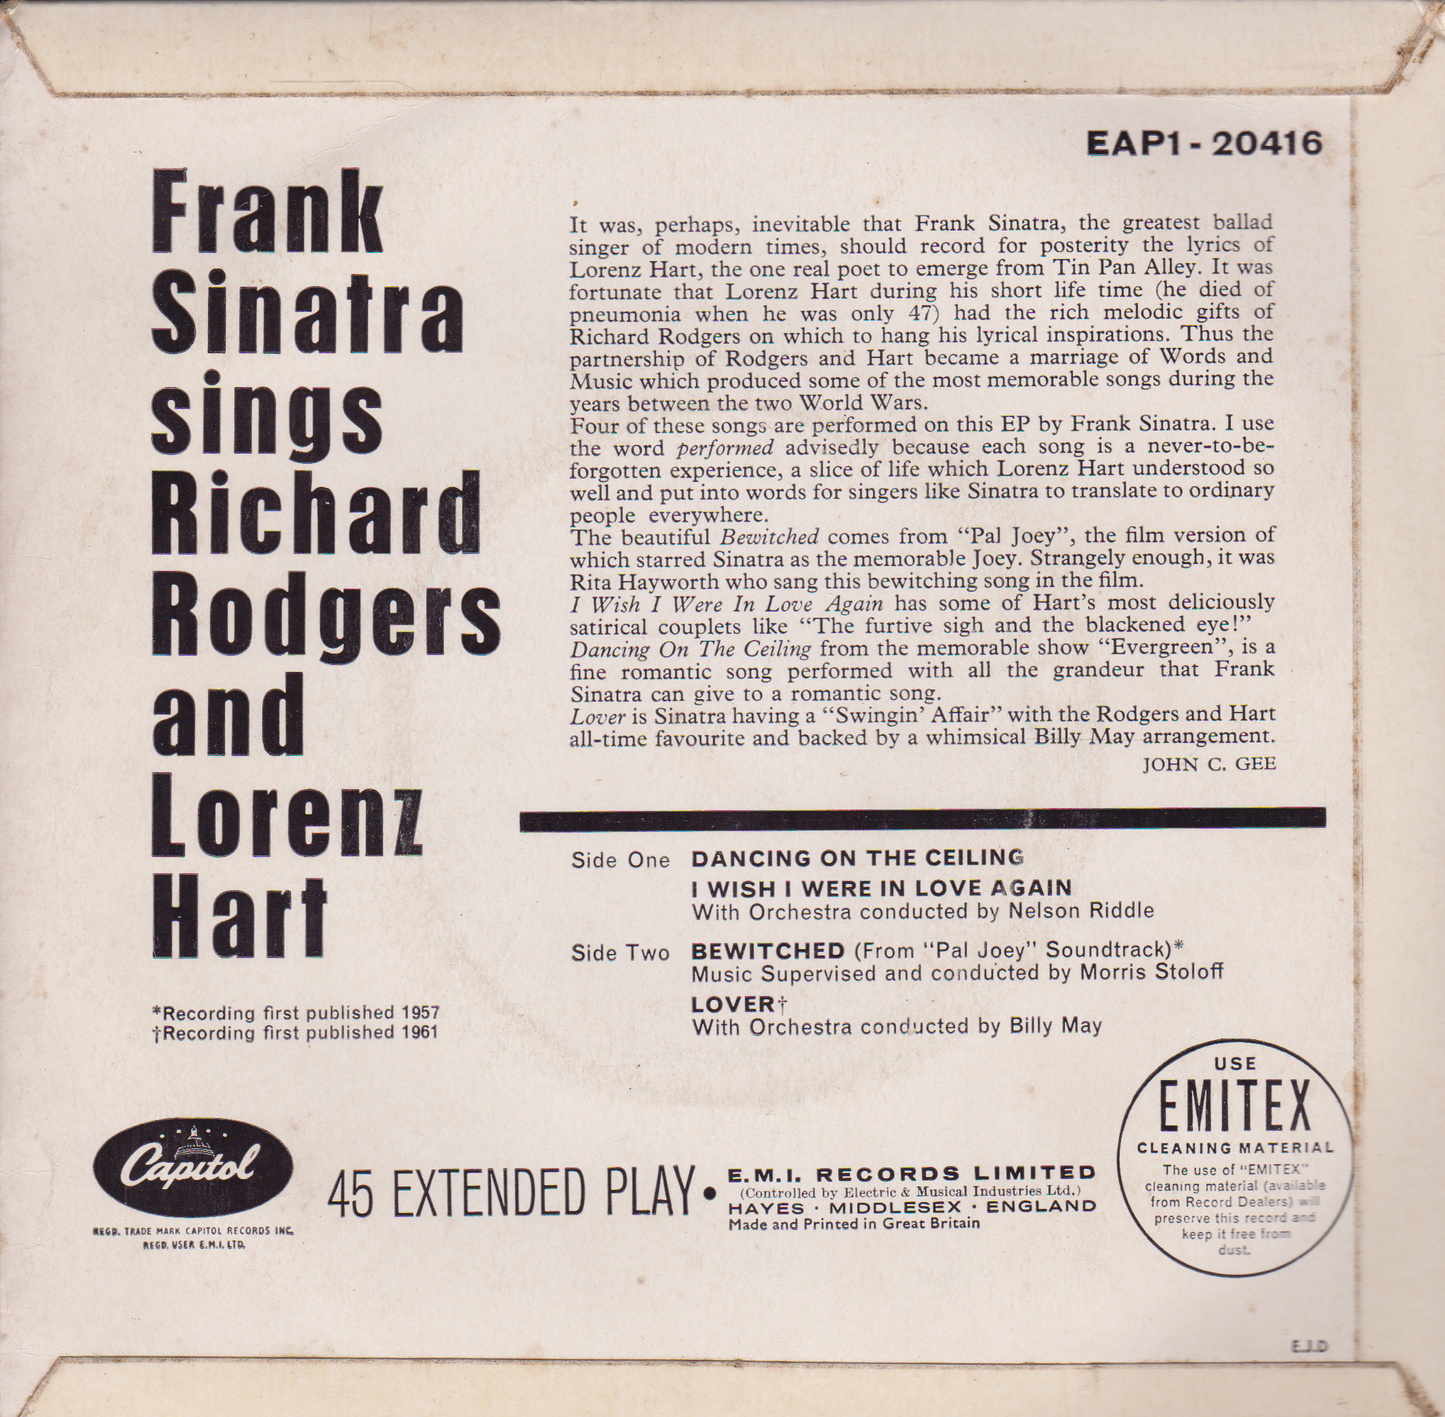 EAP1 - 20416
Frank
Sinatra
sings
Richard
Rodgers
and
Lorenz
Hart
It was, perhaps, inevitable that Frank Sinatra, the greatest ballad
singer of modern times, should record for posterity the lyrics of
Lorenz Hart, the one real poet to emerge from Tin Pan Alley. It was
fortunate that Lorenz Hart during his short life time (he died of
pneumonia when he was only 47) had the rich melodic gifts of
Richard Rodgers on which to hang his lyrical inspirations. Thus the
partnership of Rodgers and Hart became a marriage of Words and
Music which produced some of the most memorable songs during the
years between the two World Wars.
Four of these songs are performed on this EP by Frank Sinatra. I use
the word performed advisedly because each song is a never-to-be-
forgotten experience, a slice of life which Lorenz Hart understood so
well and put into words for singers like Sinatra to translate to ordinary
people everywhere.
The beautiful Bewitched comes from “Pal Joey”, the film version of
which starred Sinatra as the memorable Joey. Strangely enough, it was
Rita Hayworth who sang this bewitching song in the film.
I Wish I Were In Love Again has some of Hart’s most deliciously
satirical couplets like “The furtive sigh and the blackened eye!”
Dancing On The Ceiling from the memorable show “Evergreen”, is a
fine romantic song performed with all the grandeur that Frank
Sinatra can give to a romantic song.
Lover is Sinatra having a “Swingin’ Affair” with the Rodgers and Hart
all-time favourite and backed by a whimsical Billy May arrangement.
JOHN C. GEE
Side One DANCING ON THE CEILING
I WISH I WERE IN LOVE AGAIN
With Orchestra conducted by Nelson Riddle
Side Two BEWITCHED (From “Pal Joey” Soundtrack)*
Music Supervised and conducted by Morris Stoloff
LOVER†
With Orchestra conducted by Billy May
*Recording first published 1957
†Recording first published 1961
Capitol
REGD. TRADE MARK CAPITOL RECORDS INC.
REGD. USER E.M.I. LTD.
45 EXTENDED PLAY •
E.M.I. RECORDS LIMITED
(Controlled by Electric & Musical Industries Ltd.)
HAYES · MIDDLESEX · ENGLAND
Made and Printed in Great Britain
USE
EMITEX
CLEANING MATERIAL
The use of “EMITEX”
cleaning material (available
from Record Dealers) will
preserve this record and
keep it free from
dust.
E.J.D